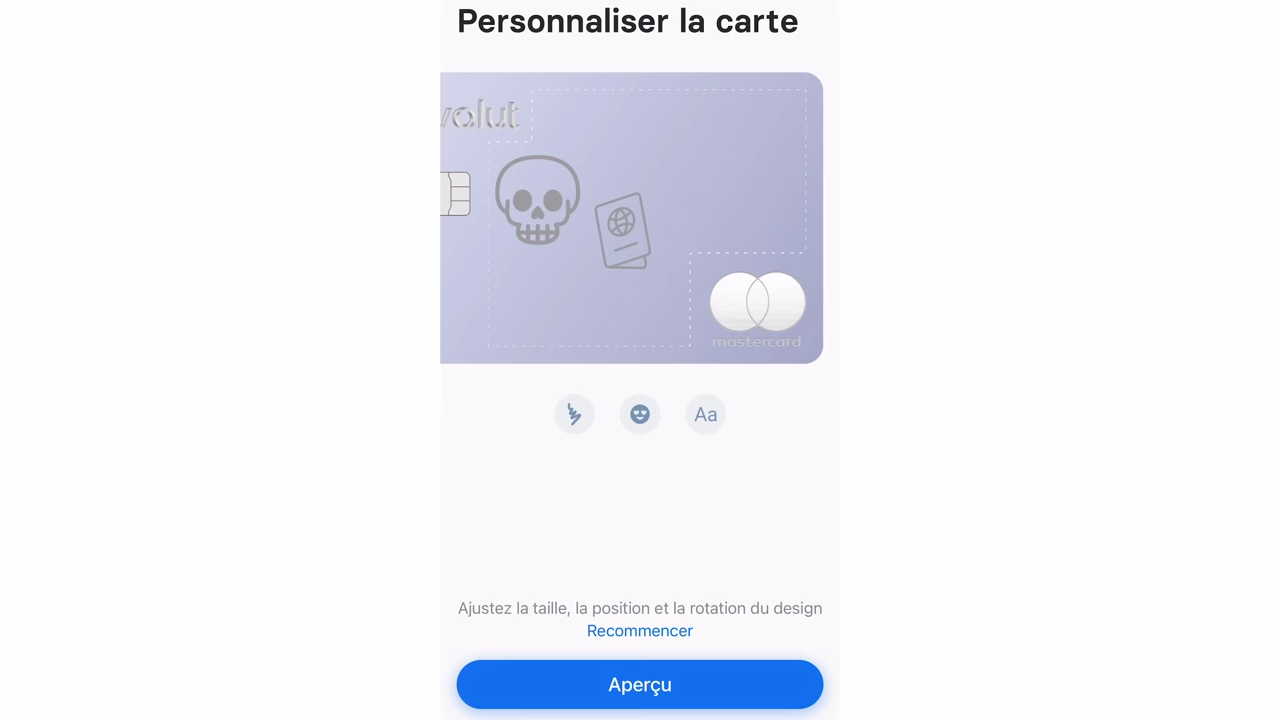 Personnaliser la carte
volut
mastercard
Aa
Ajustez la taille, la position et la rotation du design
Recommencer
Aperçu